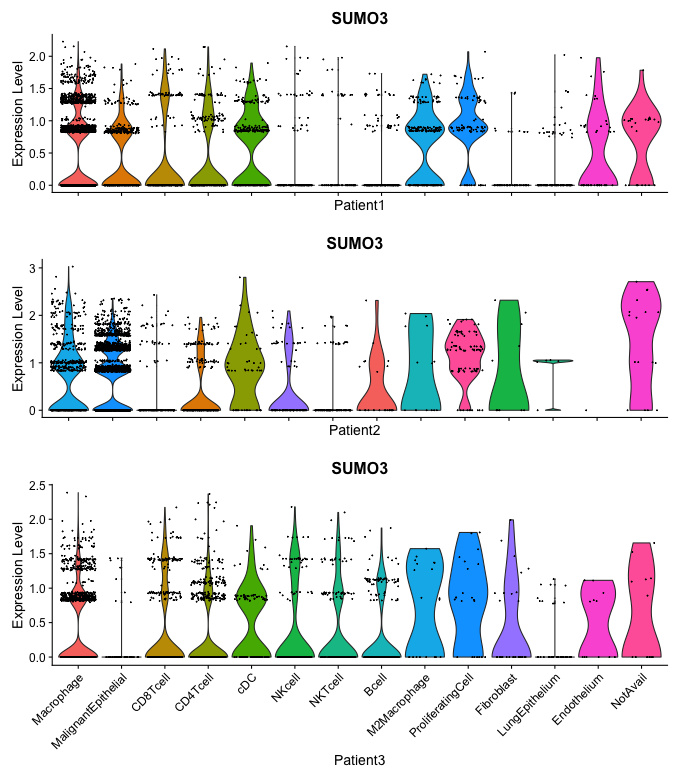 SUMO3
Expression Level
2.0
1.5
1.0
0.5
0.0
Patient1
SUMO3
Expression Level
3
2
1
0
Patient2
SUMO3
Expression Level
2.5
2.0
1.5
1.0
0.5
0.0
Macrophage
MalignantEpithelial
CD8Tcell
CD4Tcell
cDC
NKcell
NKTcell
Bcell
M2Macrophage
ProliferatingCell
Fibroblast
LungEpithelium
Endothelium
NotAvail
Patient3